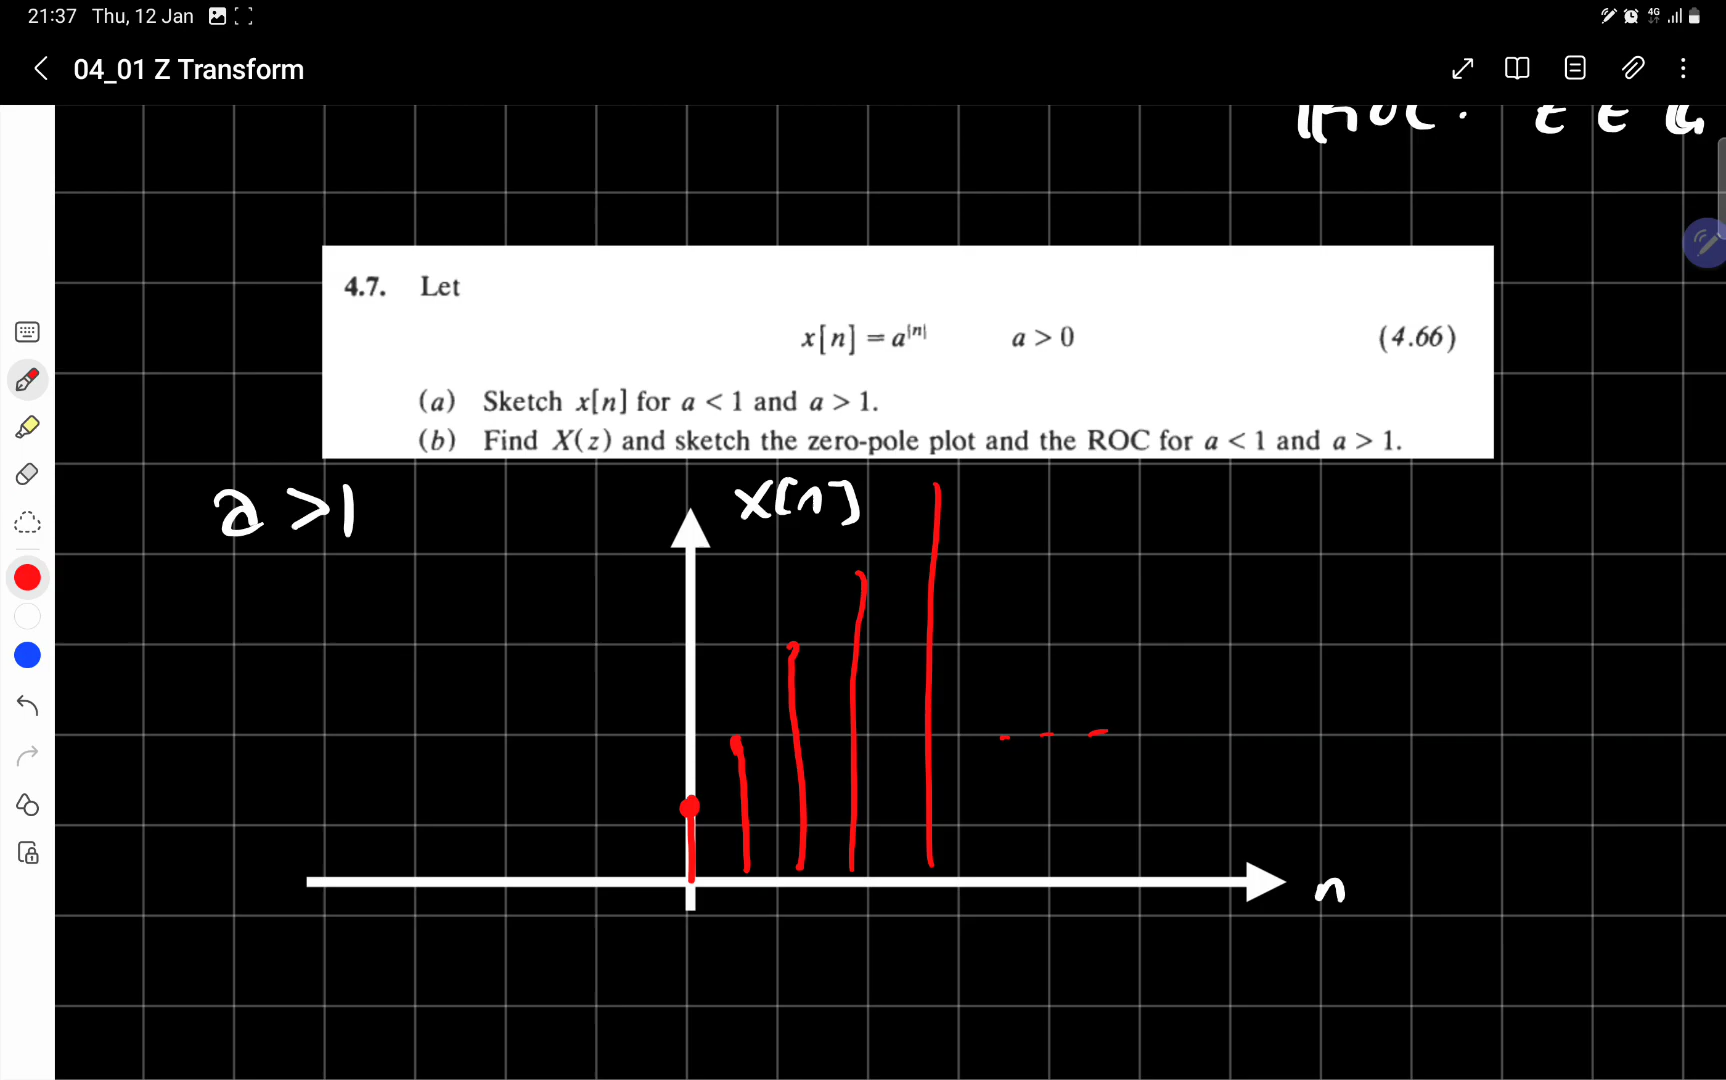 21:37 Thu, 12 Jan
4G
04_01 Z Transform
4.7. Let
x[n] = a^|n| a > 0 (4.66)
(a) Sketch x[n] for a < 1 and a > 1.
(b) Find X(z) and sketch the zero-pole plot and the ROC for a < 1 and a > 1.
a >1
x[n]
n